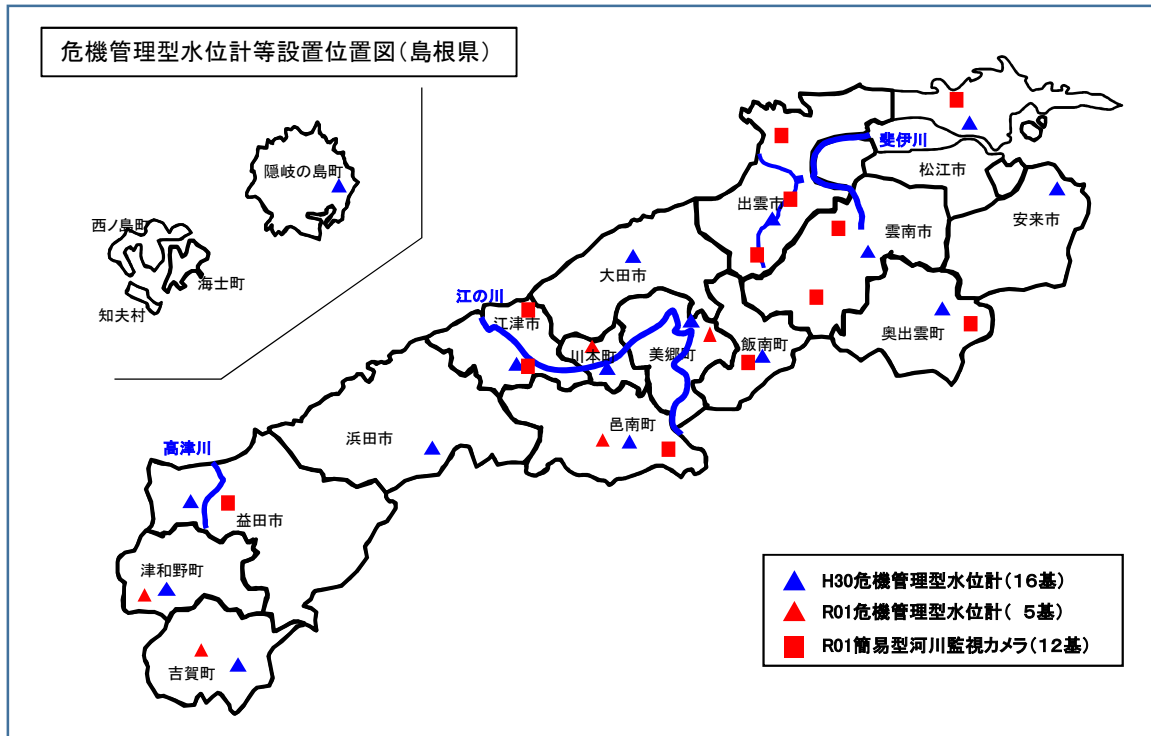 危機管理型水位計等設置位置図(島根県)
隠岐の島町
西ノ島町
海士町
知夫村
斐伊川
松江市
出雲市
安来市
雲南市
大田市
江の川
江津市
川本町
美郷町
飯南町
奥出雲町
邑南町
浜田市
高津川
益田市
津和野町
吉賀町
H30危機管理型水位計(16基)
R01危機管理型水位計( 5基)
R01簡易型河川監視カメラ(12基)